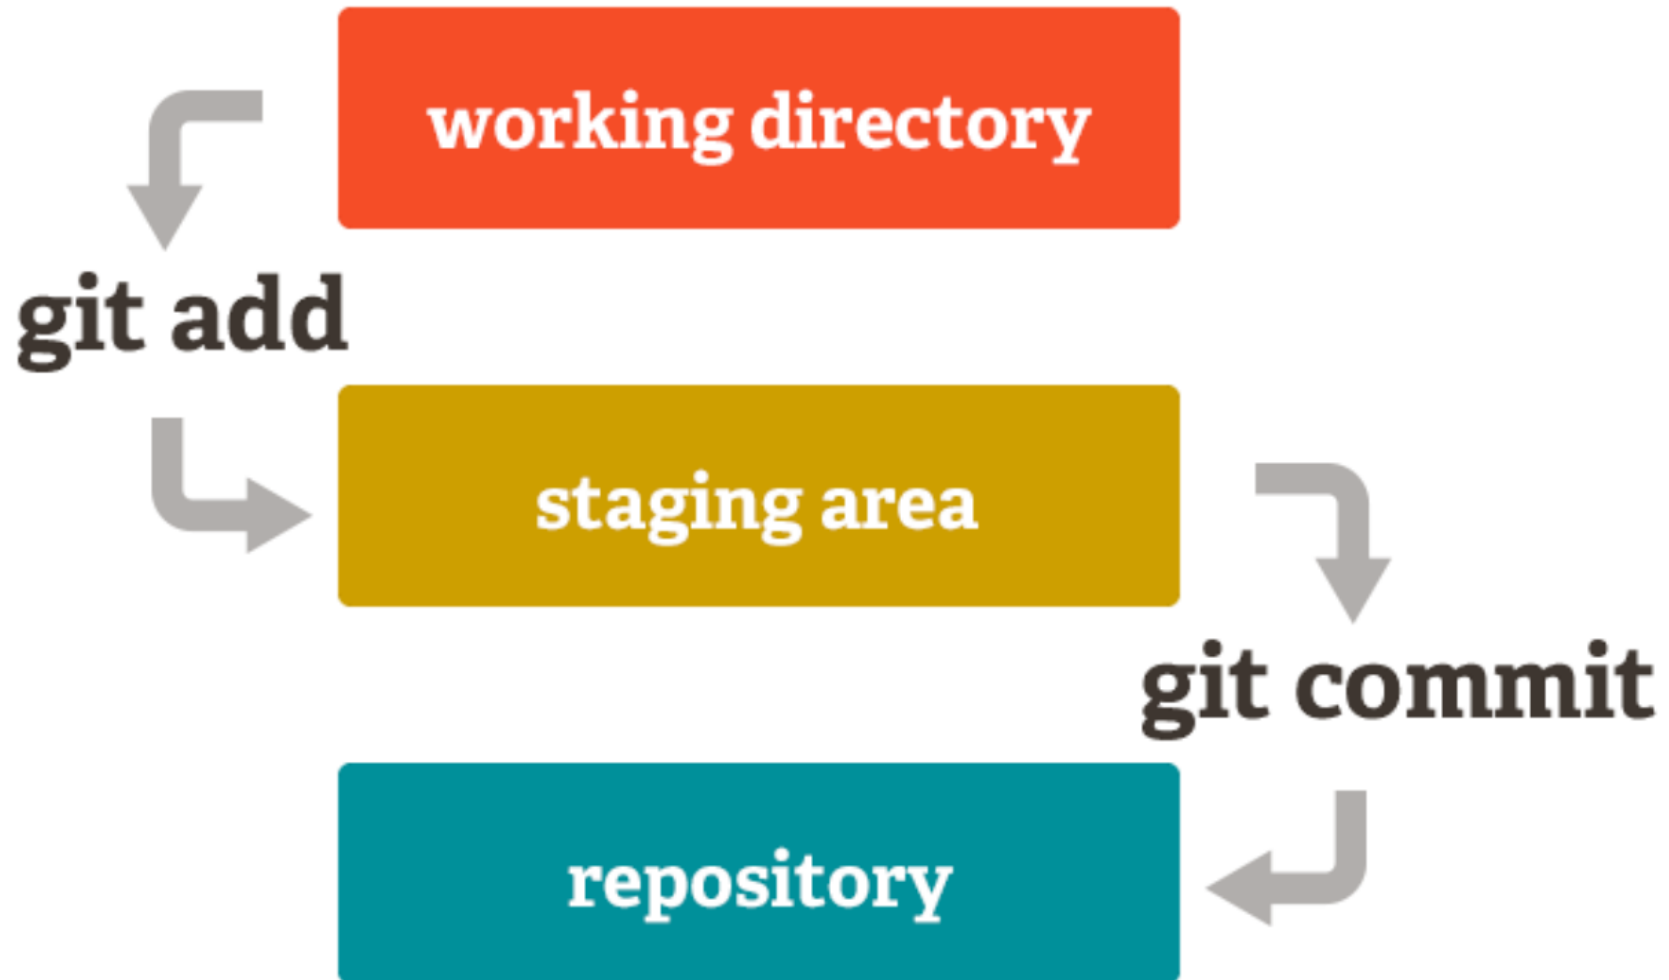 working directory
git add
staging area
git commit
repository